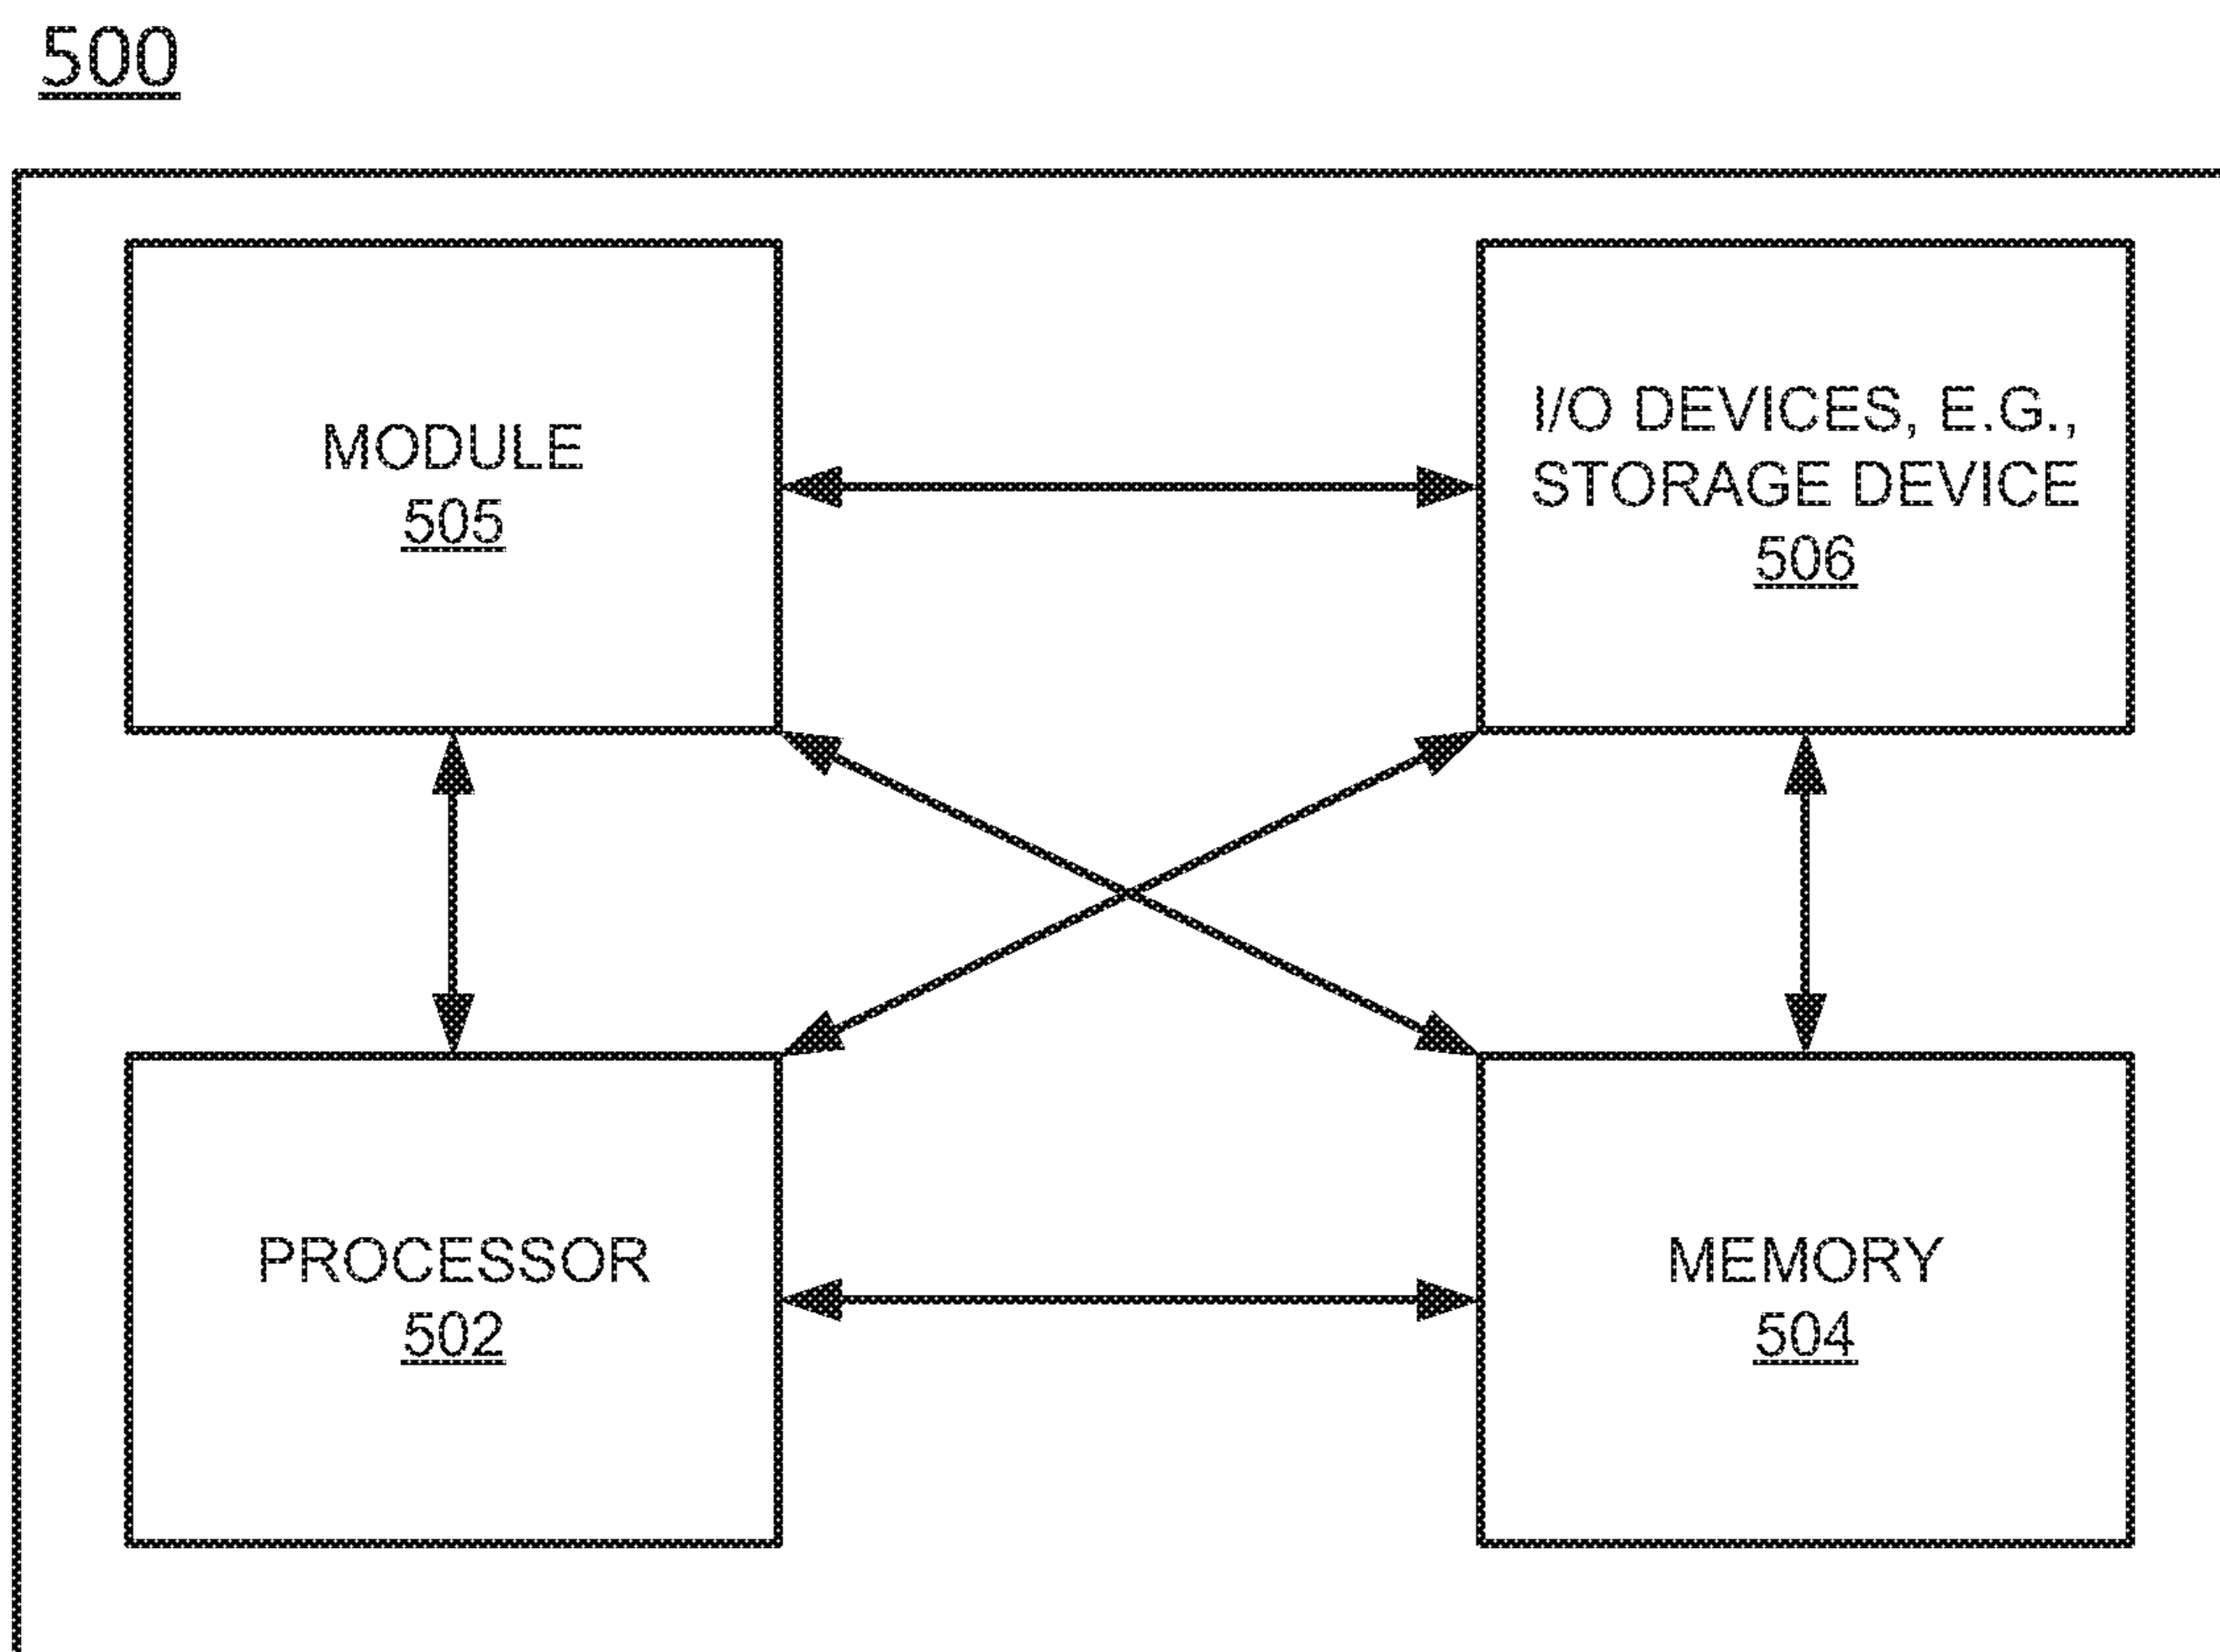 500
MODULE
505
I/O DEVICES, E.G.,
STORAGE DEVICE
506
PROCESSOR
502
MEMORY
504